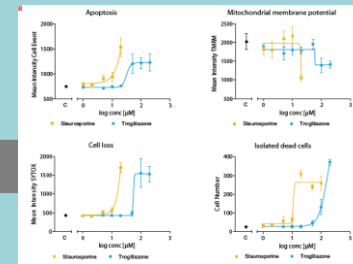 B
Apoptosis
Mean Intensity Cell Event
2000
1500
1000
500
C
0
1
2
3
log conc [µM]
Staurosporine
Troglitazone
Mitochondrial membrane potential
Mean Intensity TMRM
2500
2000
1500
1000
500
C
0
1
2
3
log conc [µM]
Staurosporine
Troglitazone
Cell loss
Mean Intensity SYTOX
2000
1500
1000
500
0
C
0
1
2
3
log conc [µM]
Staurosporine
Troglitazone
Isolated dead cells
Cell Number
400
300
200
100
0
C
0
1
2
3
log conc [µM]
Staurosporine
Troglitazone